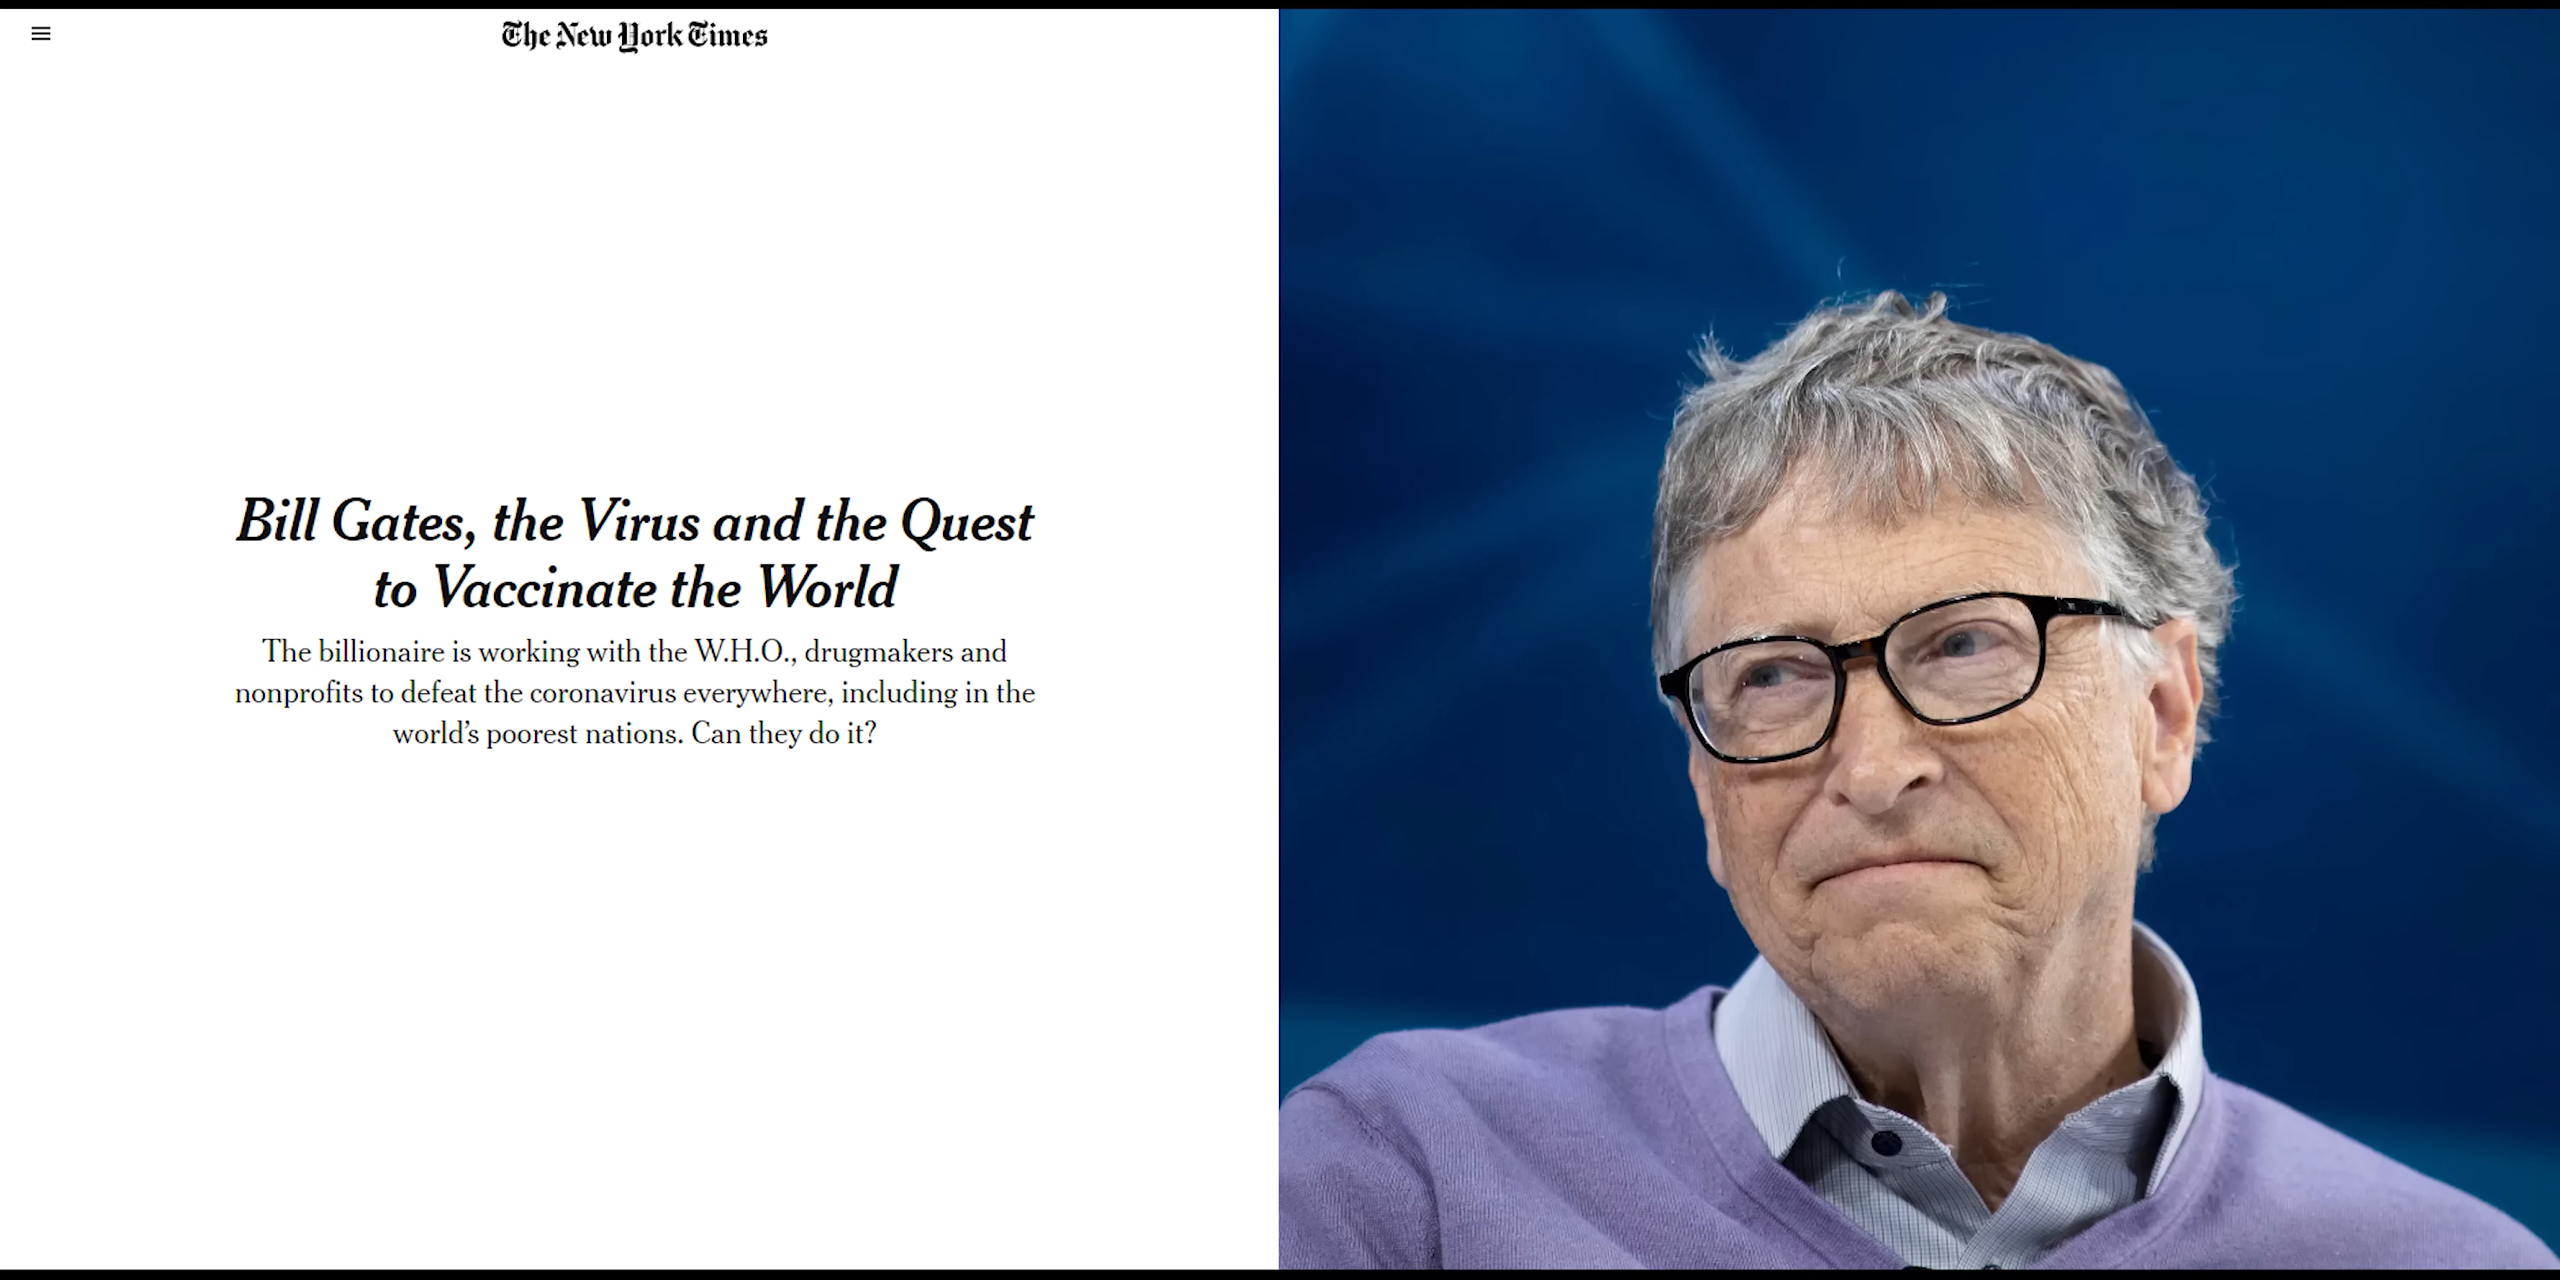 The New York Times
Bill Gates, the Virus and the Quest
to Vaccinate the World
The billionaire is working with the W.H.O., drugmakers and
nonprofits to defeat the coronavirus everywhere, including in the
world’s poorest nations. Can they do it?